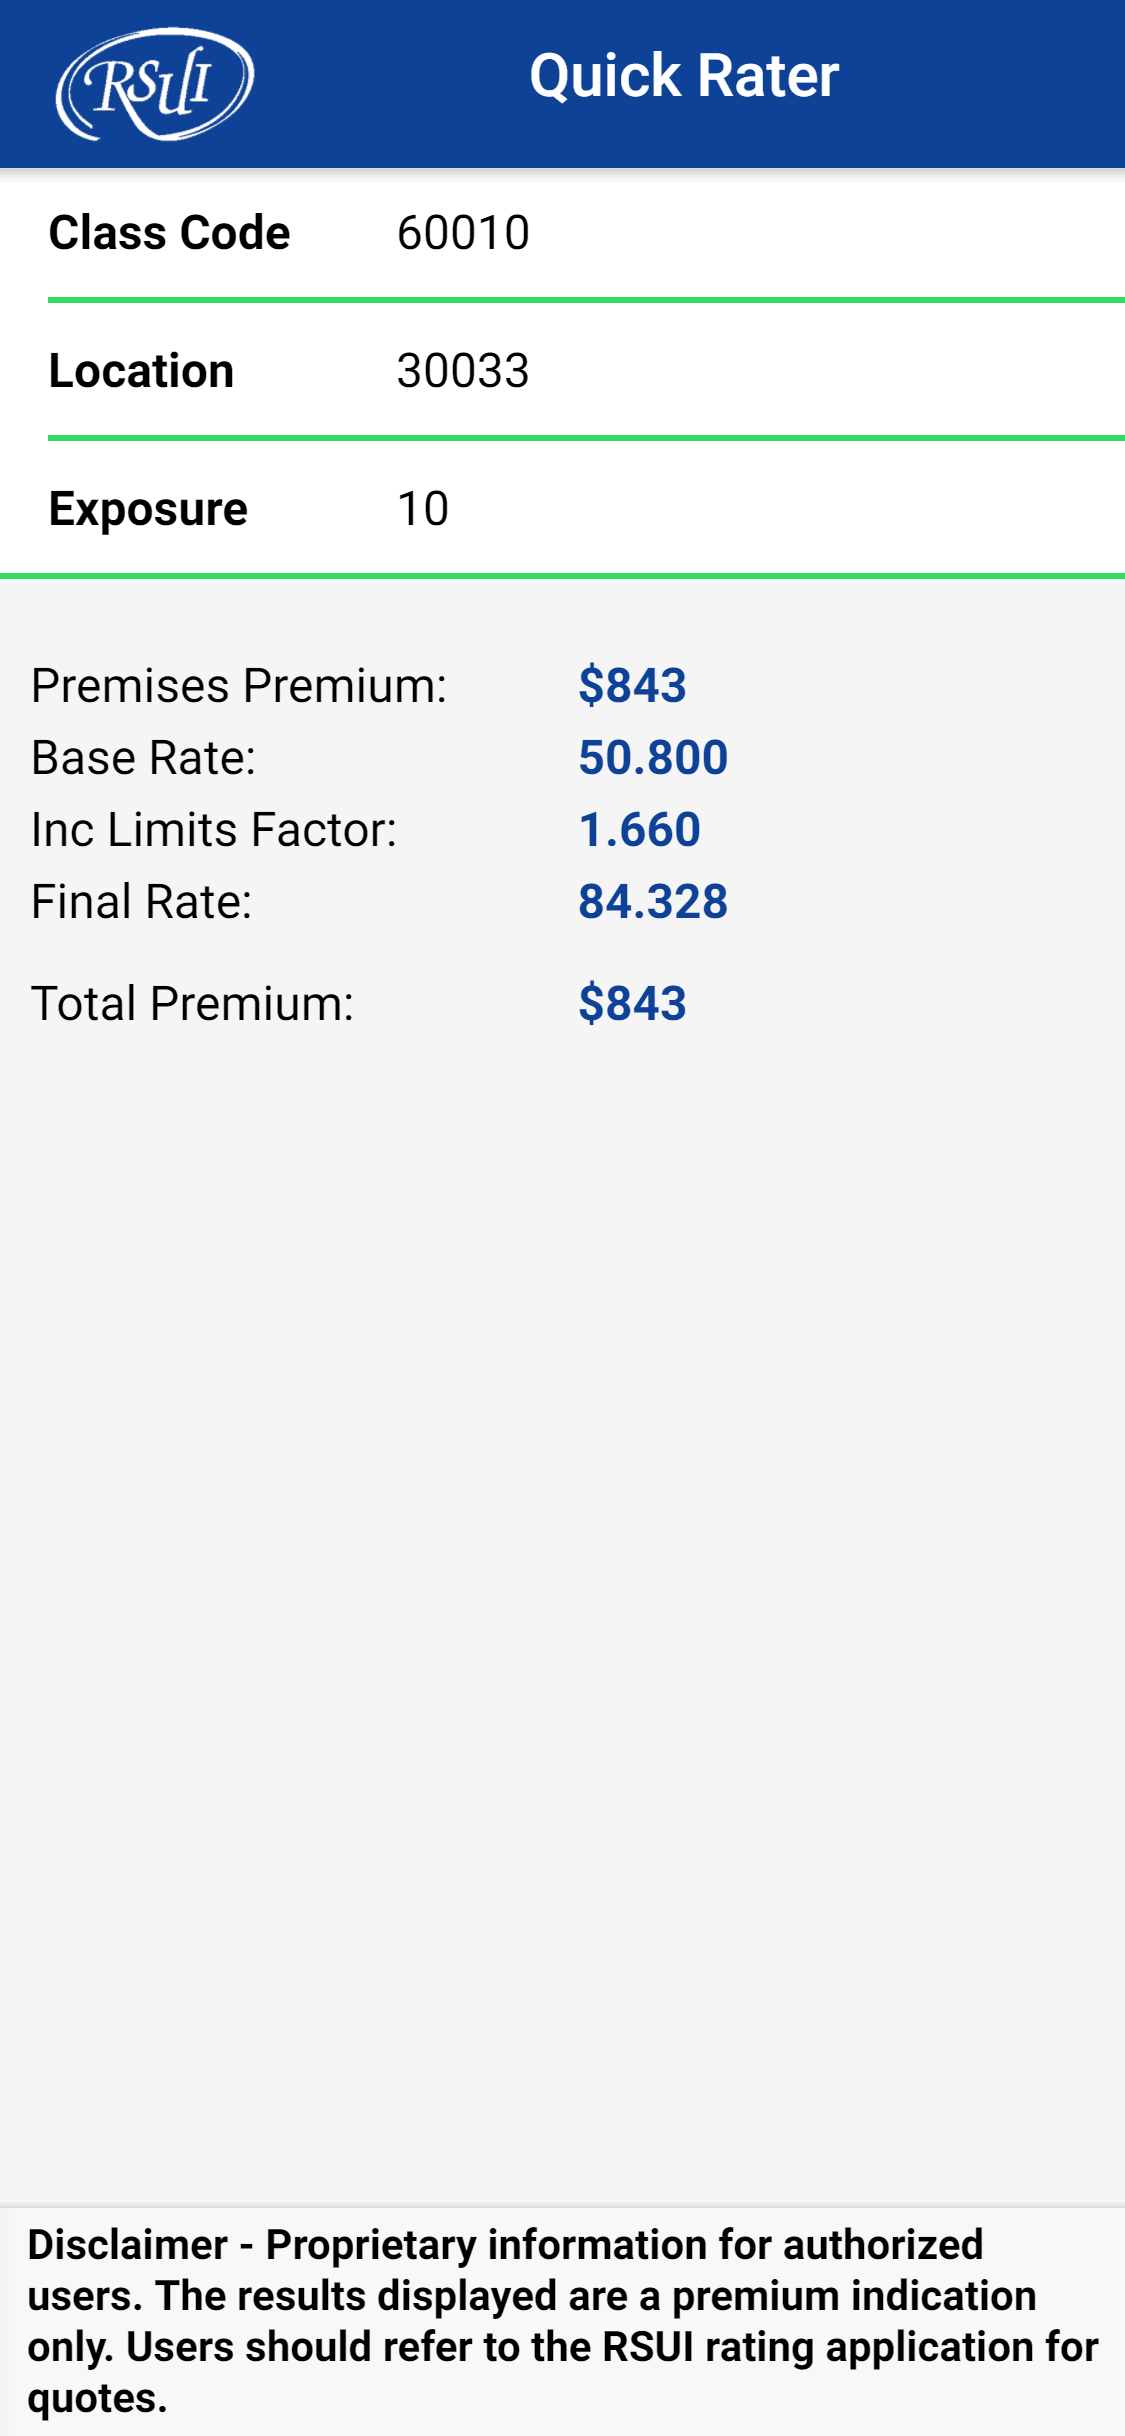 RSUI
Quick Rater
Class Code 60010
Location 30033
Exposure 10
Premises Premium: $843
Base Rate: 50.800
Inc Limits Factor: 1.660
Final Rate: 84.328
Total Premium: $843
Disclaimer - Proprietary information for authorized
users. The results displayed are a premium indication
only. Users should refer to the RSUI rating application for
quotes.